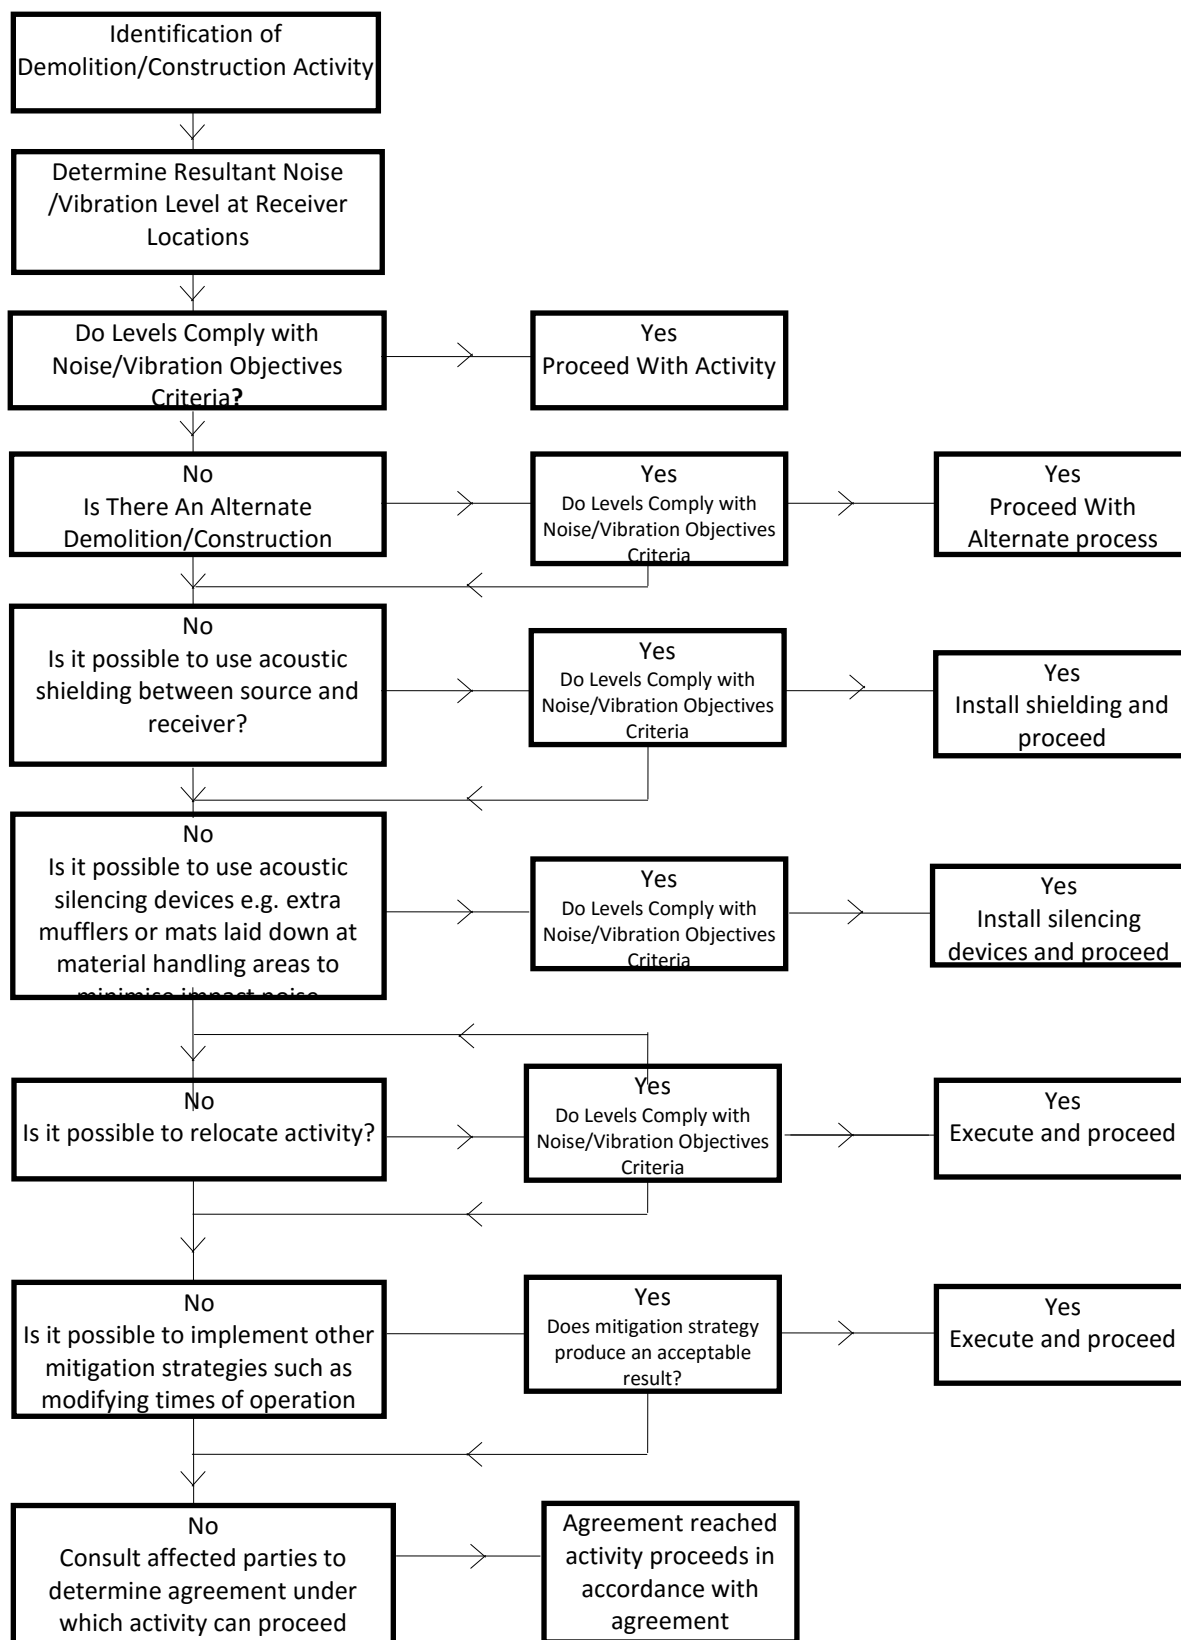 Identification of
Demolition/Construction Activity
Determine Resultant Noise
/Vibration Level at Receiver
Locations
Do Levels Comply with
Noise/Vibration Objectives
Criteria?
Yes
Proceed With Activity
No
Is There An Alternate
Demolition/Construction
Yes
Do Levels Comply with
Noise/Vibration Objectives
Criteria
Yes
Proceed With
Alternate process
No
Is it possible to use acoustic
shielding between source and
receiver?
Yes
Do Levels Comply with
Noise/Vibration Objectives
Criteria
Yes
Install shielding and
proceed
No
Is it possible to use acoustic
silencing devices e.g. extra
mufflers or mats laid down at
material handling areas to
minimise impact noise
Yes
Do Levels Comply with
Noise/Vibration Objectives
Criteria
Yes
Install silencing
devices and proceed
No
Is it possible to relocate activity?
Yes
Do Levels Comply with
Noise/Vibration Objectives
Criteria
Yes
Execute and proceed
No
Is it possible to implement other
mitigation strategies such as
modifying times of operation
Yes
Does mitigation strategy
produce an acceptable
result?
Yes
Execute and proceed
No
Consult affected parties to
determine agreement under
which activity can proceed
Agreement reached
activity proceeds in
accordance with
agreement